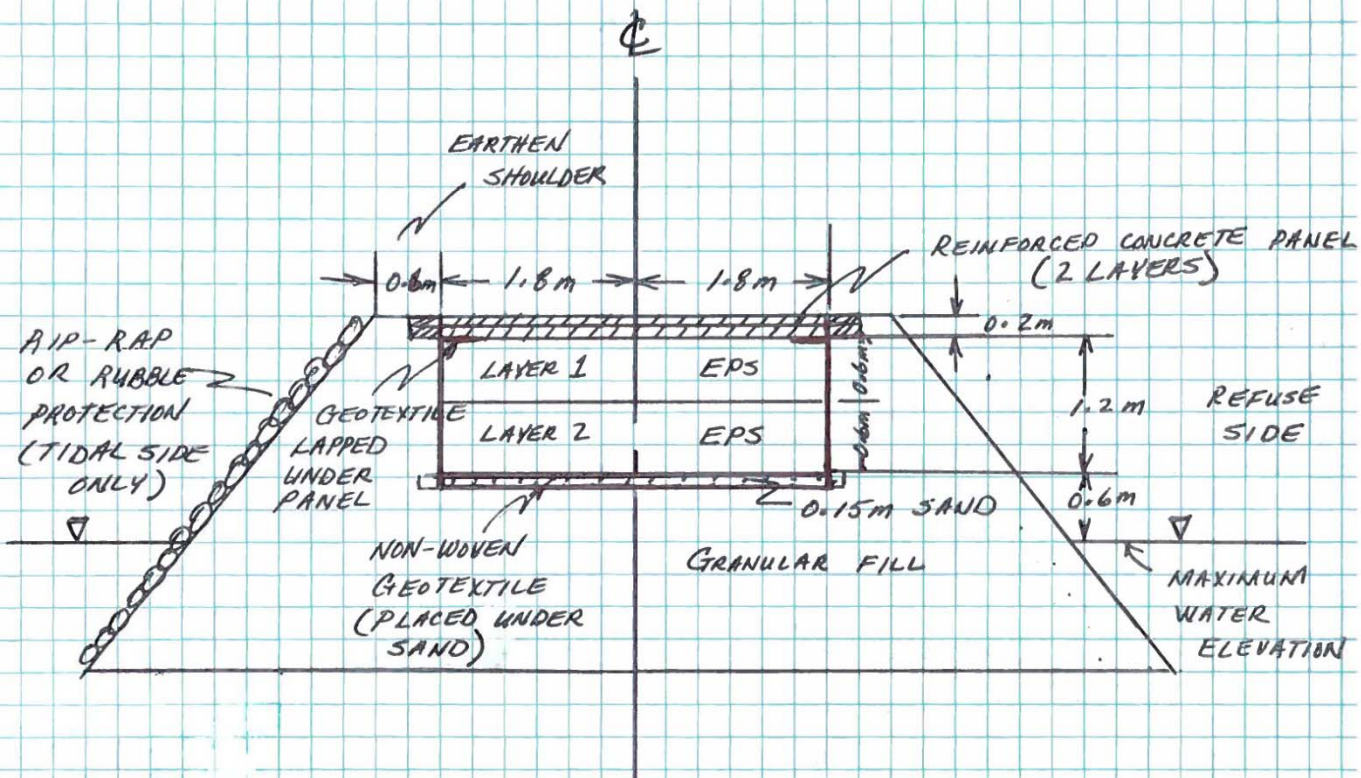 ℄
EARTHEN
SHOULDER
REINFORCED CONCRETE PANEL
(2 LAYERS)
0.6m
1.8m
1.8m
0.2m
RIP-RAP
OR RUBBLE
PROTECTION
(TIDAL SIDE
ONLY)
LAYER 1
EPS
0.6m
1.2m
REFUSE
SIDE
GEOTEXTILE
LAPPED
UNDER
PANEL
LAYER 2
EPS
0.6m
0.6m
0.15m SAND
NON-WOVEN
GEOTEXTILE
(PLACED UNDER
SAND)
GRANULAR FILL
MAXIMUM
WATER
ELEVATION